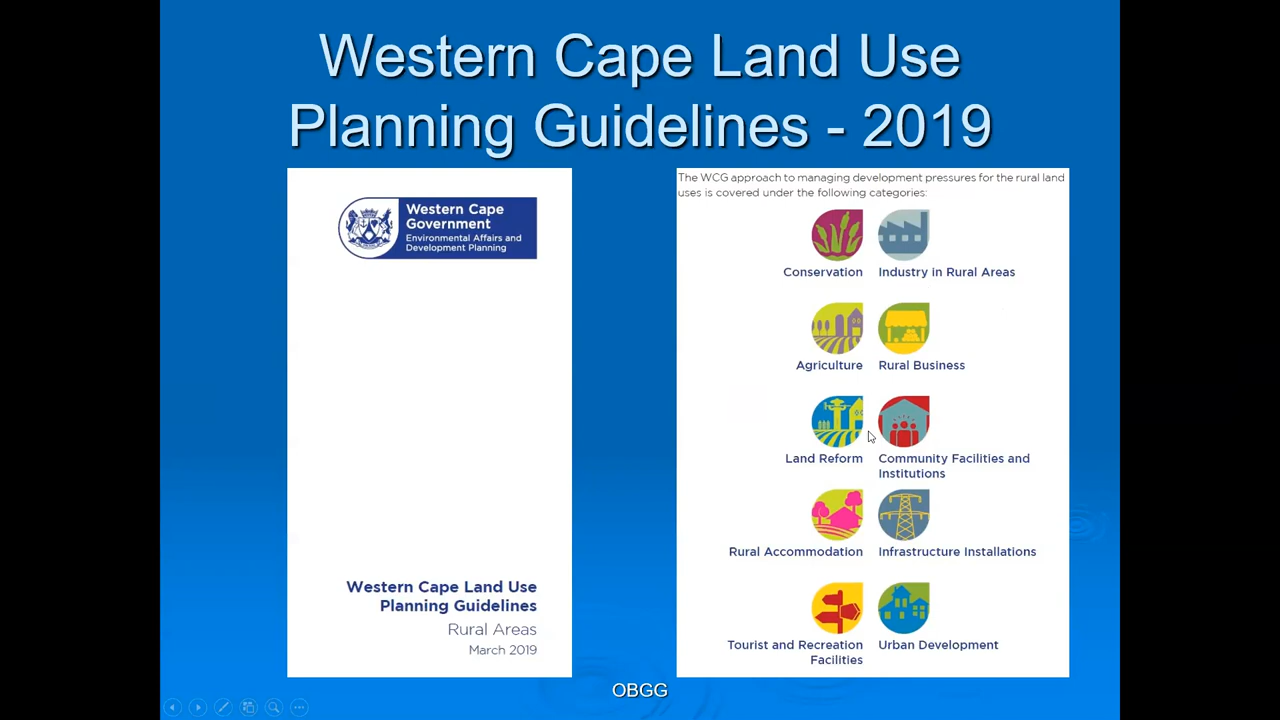 Western Cape Land Use
Planning Guidelines - 2019
Western Cape
Government
Environmental Affairs and
Development Planning
Western Cape Land Use
Planning Guidelines
Rural Areas
March 2019
The WCG approach to managing development pressures for the rural land
uses is covered under the following categories:
Conservation
Industry in Rural Areas
Agriculture
Rural Business
Land Reform
Community Facilities and
Institutions
Rural Accommodation
Infrastructure Installations
Tourist and Recreation
Facilities
Urban Development
OBGG